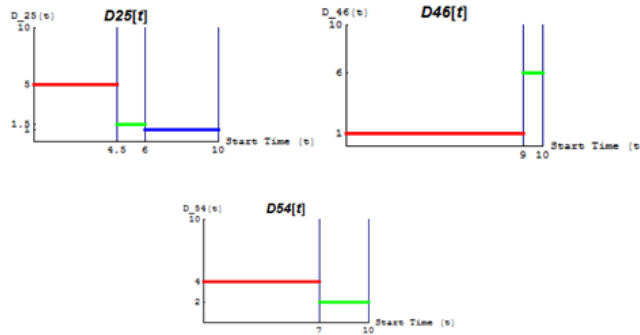 D_25(t)
D25[t]
10
5
1.5
1
4.5 6 10
Start Time (t)
D_46(t)
D46[t]
10
6
1
9 10
Start Time (t
D_54(t)
D54[t]
10
4
2
7 10
Start Time (t)